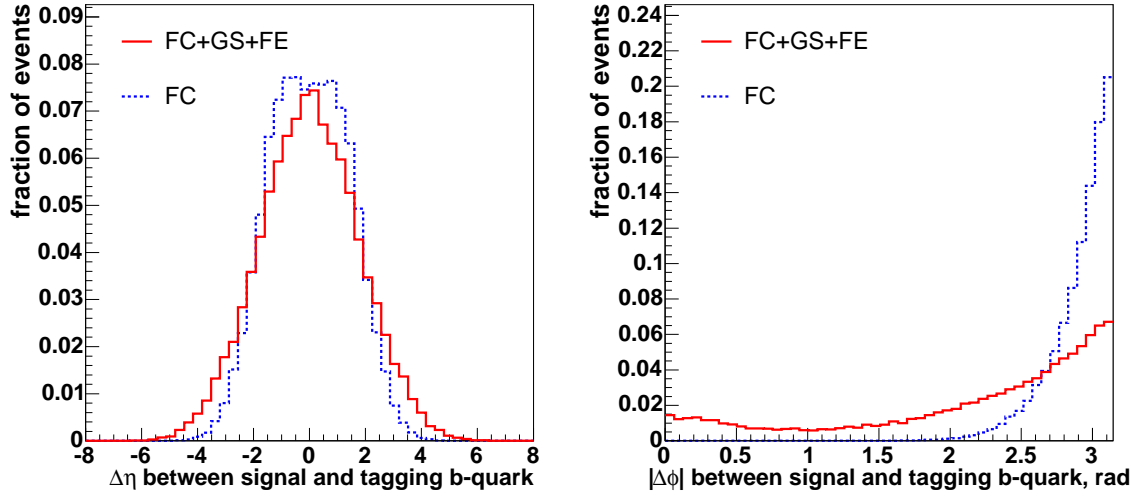 fraction of events
0.09
0.08
0.07
0.06
0.05
0.04
0.03
0.02
0.01
0
FC+GS+FE
FC
-8 -6 -4 -2 0 2 4 6 8
Δη between signal and tagging b-quark
fraction of events
0.24
0.22
0.2
0.18
0.16
0.14
0.12
0.1
0.08
0.06
0.04
0.02
0
FC+GS+FE
FC
0 0.5 1 1.5 2 2.5 3
|Δϕ| between signal and tagging b-quark, rad